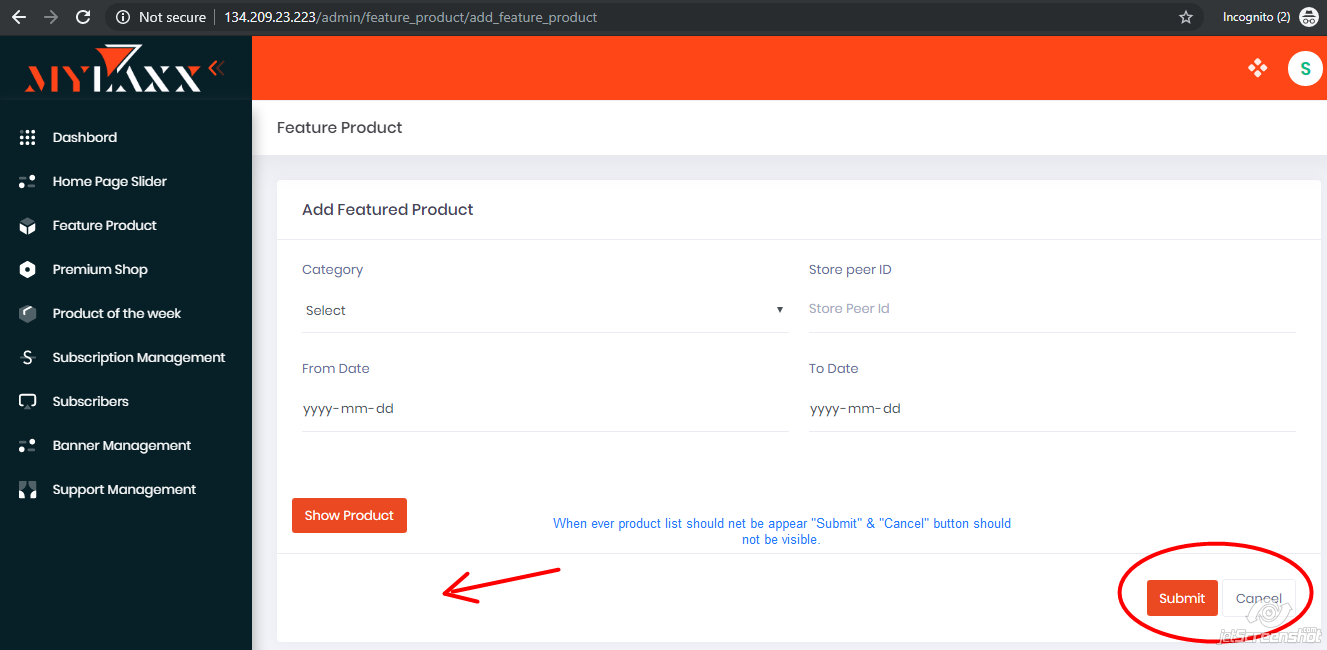 Not secure | 134.209.23.223/admin/feature_product/add_feature_product
Incognito (2)
MYTAXX
S
Dashbord
Home Page Slider
Feature Product
Premium Shop
Product of the week
Subscription Management
Subscribers
Banner Management
Support Management
Feature Product
Add Featured Product
Category
Store peer ID
Select
Store Peer Id
From Date
To Date
yyyy-mm-dd
yyyy-mm-dd
Show Product
When ever product list should net be appear "Submit" & "Cancel" button should
not be visible.
Submit
Cancel
jetScreenshot
.com